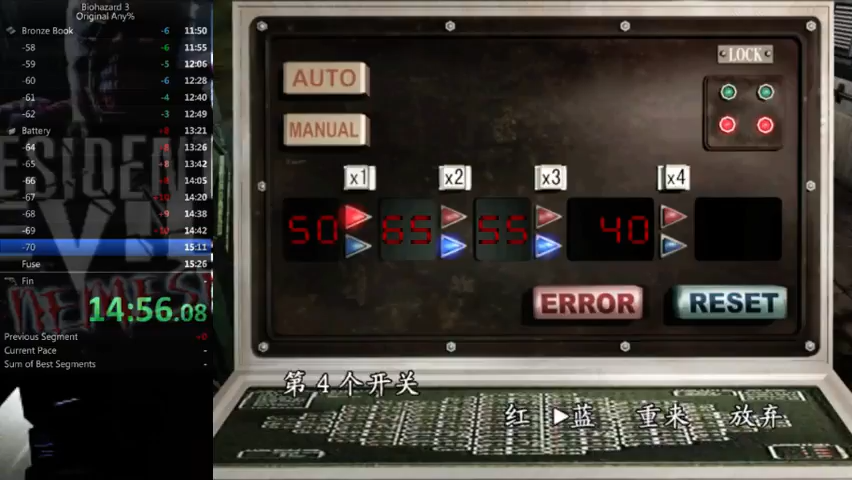 Biohazard 3
Original Any%
Bronze Book -6 11:50
-58 -6 11:55
-59 -5 12:06
-60 -6 12:28
-61 -4 12:40
-62 -3 12:49
Battery +8 13:21
-64 +8 13:26
-65 +8 13:42
-66 +8 14:05
-67 +10 14:20
-68 +9 14:38
-69 +10 14:42
-70 15:11
Fuse 15:26
Fin -
14:56.08
Previous Segment +0
Current Pace -
Sum of Best Segments -
AUTO
MANUAL
LOCK
x1 x2 x3 x4
50 65 55 40
ERROR RESET
第4个开关
红 ▶蓝 重来 放弃